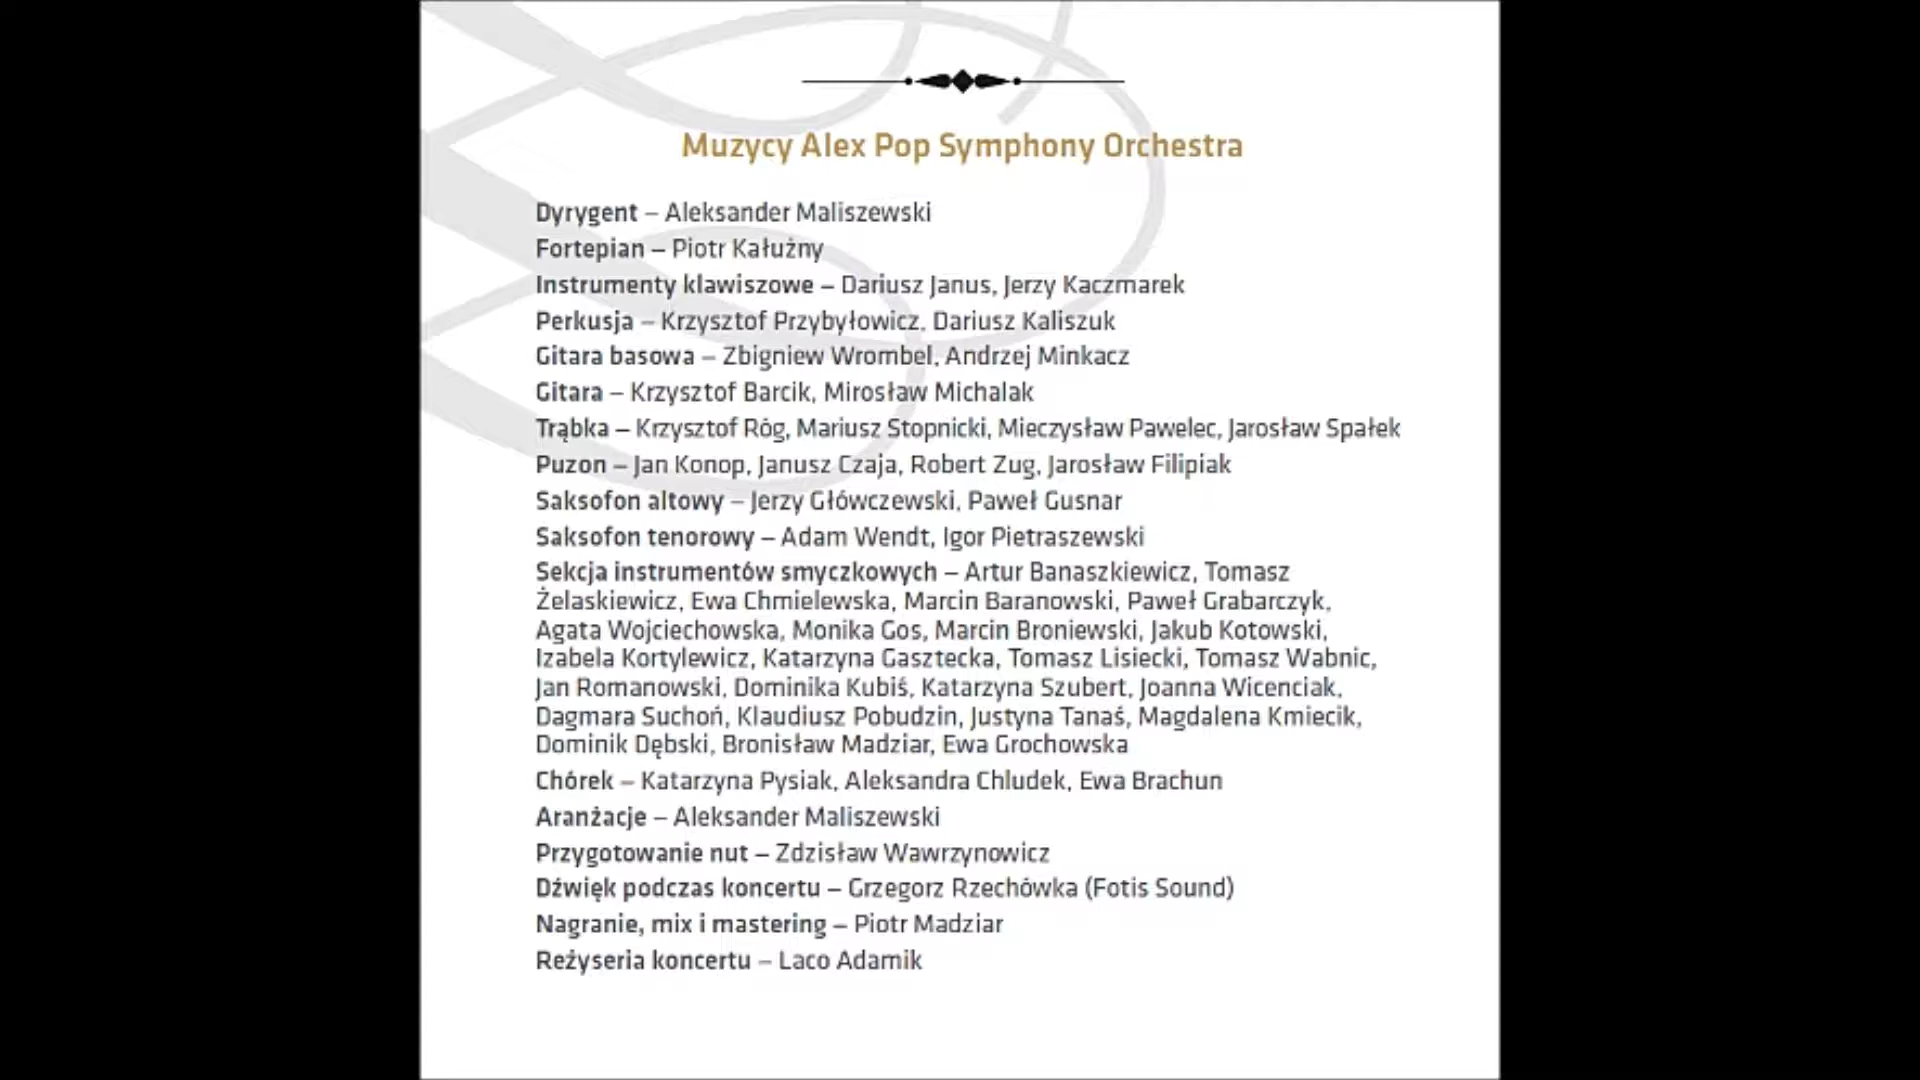 Muzycy Alex Pop Symphony Orchestra
Dyrygent – Aleksander Maliszewski
Fortepian – Piotr Kałużny
Instrumenty klawiszowe – Dariusz Janus, Jerzy Kaczmarek
Perkusja – Krzysztof Przybyłowicz, Dariusz Kaliszuk
Gitara basowa – Zbigniew Wrombel, Andrzej Minkacz
Gitara – Krzysztof Barcik, Mirosław Michalak
Trąbka – Krzysztof Róg, Mariusz Stopnicki, Mieczysław Pawelec, Jarosław Spałek
Puzon – Jan Konop, Janusz Czaja, Robert Zug, Jarosław Filipiak
Saksofon altowy – Jerzy Główczewski, Paweł Gusnar
Saksofon tenorowy – Adam Wendt, Igor Pietraszewski
Sekcja instrumentów smyczkowych – Artur Banaszkiewicz, Tomasz
Żelaskiewicz, Ewa Chmielewska, Marcin Baranowski, Paweł Grabarczyk,
Agata Wojciechowska, Monika Gos, Marcin Broniewski, Jakub Kotowski,
Izabela Kortylewicz, Katarzyna Gasztecka, Tomasz Lisiecki, Tomasz Wabnic,
Jan Romanowski, Dominika Kubiś, Katarzyna Szubert, Joanna Wicenciak,
Dagmara Suchoń, Klaudiusz Pobudzin, Justyna Tanaś, Magdalena Kmiecik,
Dominik Dębski, Bronisław Madziar, Ewa Grochowska
Chórek – Katarzyna Pysiak, Aleksandra Chludek, Ewa Brachun
Aranżacje – Aleksander Maliszewski
Przygotowanie nut – Zdzisław Wawrzynowicz
Dźwięk podczas koncertu – Grzegorz Rzechówka (Fotis Sound)
Nagranie, mix i mastering – Piotr Madziar
Reżyseria koncertu – Laco Adamik